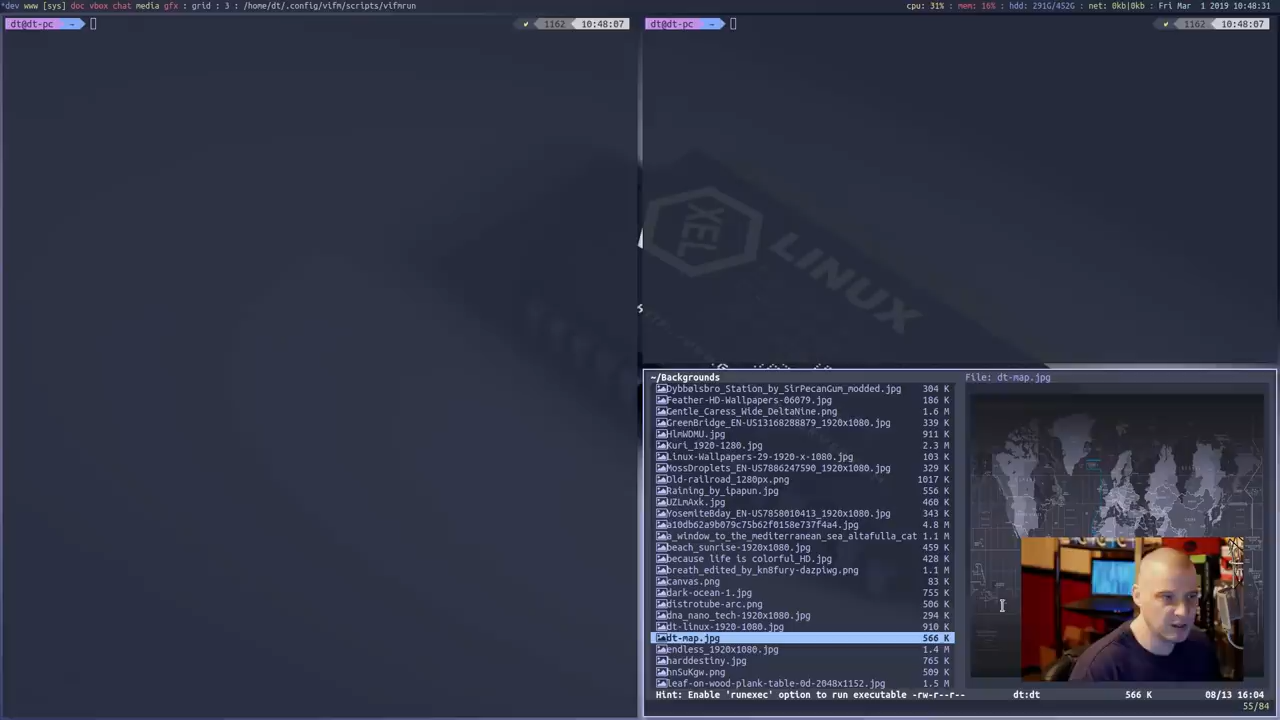 *dev www [sys] doc vbox chat media gfx : grid : 3 : /home/dt/.config/vifm/scripts/vifmrun
cpu: 31% : mem: 16% : hdd: 291G/452G : net: 0kb|0kb : Fri Mar 1 2019 10:48:31
dt@dt-pc ~
✔ 1162 10:48:07
dt@dt-pc ~
✔ 1162 10:48:07
XEL LINUX
~/Backgrounds
File: dt-map.jpg
Dybbølsbro_Station_by_SirPecanGum_modded.jpg 304 K
Feather-HD-Wallpapers-06079.jpg 186 K
Gentle_Caress_Wide_DeltaNine.png 1.6 M
GreenBridge_EN-US13168288879_1920x1080.jpg 339 K
HlmWDMU.jpg 911 K
Kuri_1920-1280.jpg 2.3 M
Linux-Wallpapers-29-1920-x-1080.jpg 103 K
MossDroplets_EN-US7886247590_1920x1080.jpg 329 K
Old-railroad_1280px.png 1017 K
Raining_by_ipapun.jpg 556 K
UZLmAxk.jpg 460 K
YosemiteBday_EN-US7858010413_1920x1080.jpg 343 K
a10db62a9b079c75b62f0158e737f4a4.jpg 4.8 M
a_window_to_the_mediterranean_sea_altafulla_cat 1.1 M
beach_sunrise-1920x1080.jpg 459 K
because life is colorful_HD.jpg 428 K
breath_edited_by_kn8fury-dazpiwg.png 1.1 M
canvas.png 83 K
dark-ocean-1.jpg 755 K
distrotube-arc.png 506 K
dna_nano_tech-1920x1080.jpg 294 K
dt-linux-1920-1080.jpg 910 K
dt-map.jpg 566 K
endless_1920x1080.jpg 1.4 M
harddestiny.jpg 765 K
hnSuKgw.png 509 K
leaf-on-wood-plank-table-0d-2048x1152.jpg 1.5 M
Hint: Enable 'runexec' option to run executable -rw-r--r-- dt:dt 566 K 08/13 16:04
55/84